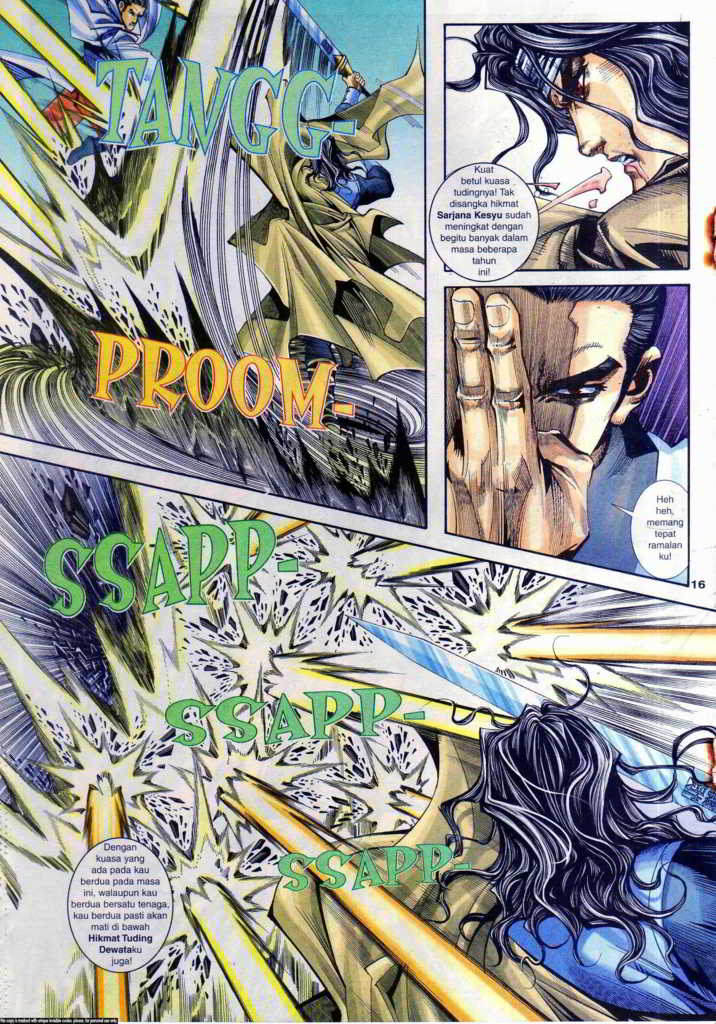 TANGG-
PROOM-
Kuat
betul kuasa
tudingnya! Tak
disangka hikmat
Sarjana Kesyu sudah
meningkat dengan
begitu banyak dalam
masa beberapa
tahun
ini!
Heh
heh,
memang
tepat
ramalan
ku!
16
SSAPP-
SSAPP-
SSAPP-
Dengan
kuasa yang
ada pada kau
berdua pada masa
ini, walaupun kau
berdua bersatu tenaga,
kau berdua pasti akan
mati di bawah
Hikmat Tuding
Dewataku
juga!